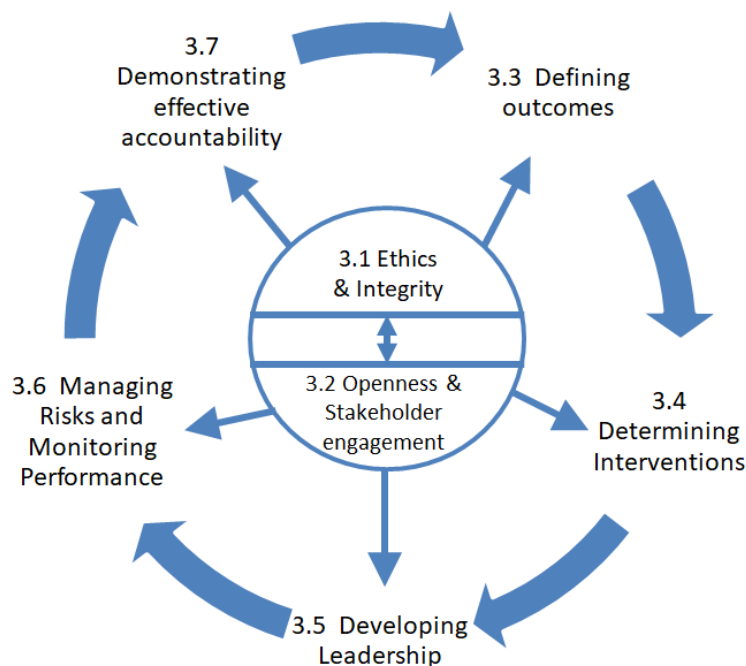 3.7
Demonstrating
effective
accountability
3.3 Defining
outcomes
3.1 Ethics
& Integrity
3.2 Openness &
Stakeholder
engagement
3.4
Determining
Interventions
3.6 Managing
Risks and
Monitoring
Performance
3.5 Developing
Leadership